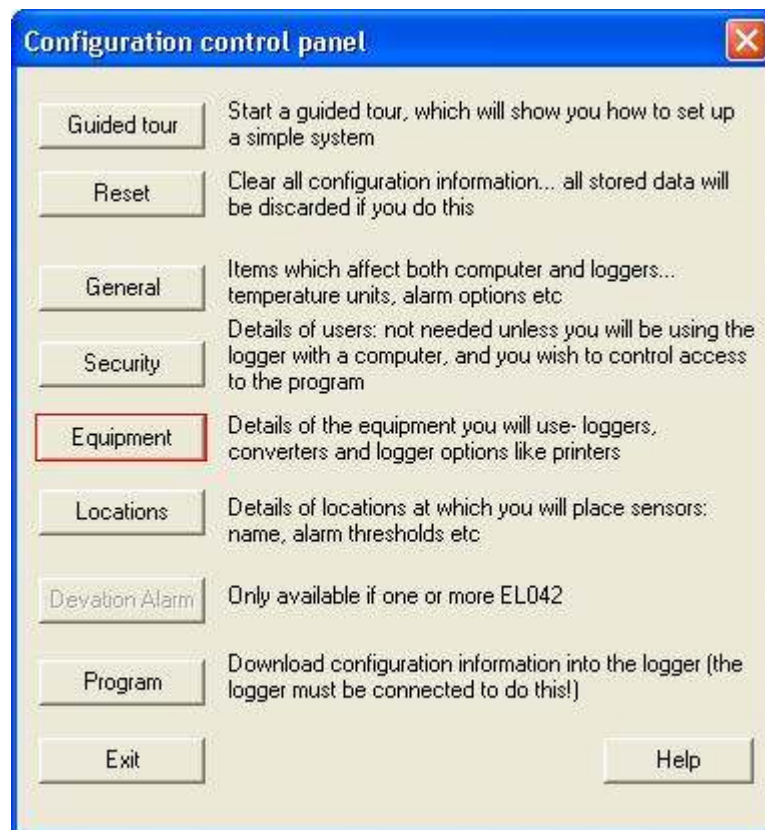 Configuration control panel
Guided tour
Start a guided tour, which will show you how to set up
a simple system
Reset
Clear all configuration information... all stored data will
be discarded if you do this
General
Items which affect both computer and loggers...
temperature units, alarm options etc
Security
Details of users: not needed unless you will be using the
logger with a computer, and you wish to control access
to the program
Equipment
Details of the equipment you will use- loggers,
converters and logger options like printers
Locations
Details of locations at which you will place sensors:
name, alarm thresholds etc
Devation Alarm
Only available if one or more EL042
Program
Download configuration information into the logger (the
logger must be connected to do this!)
Exit
Help